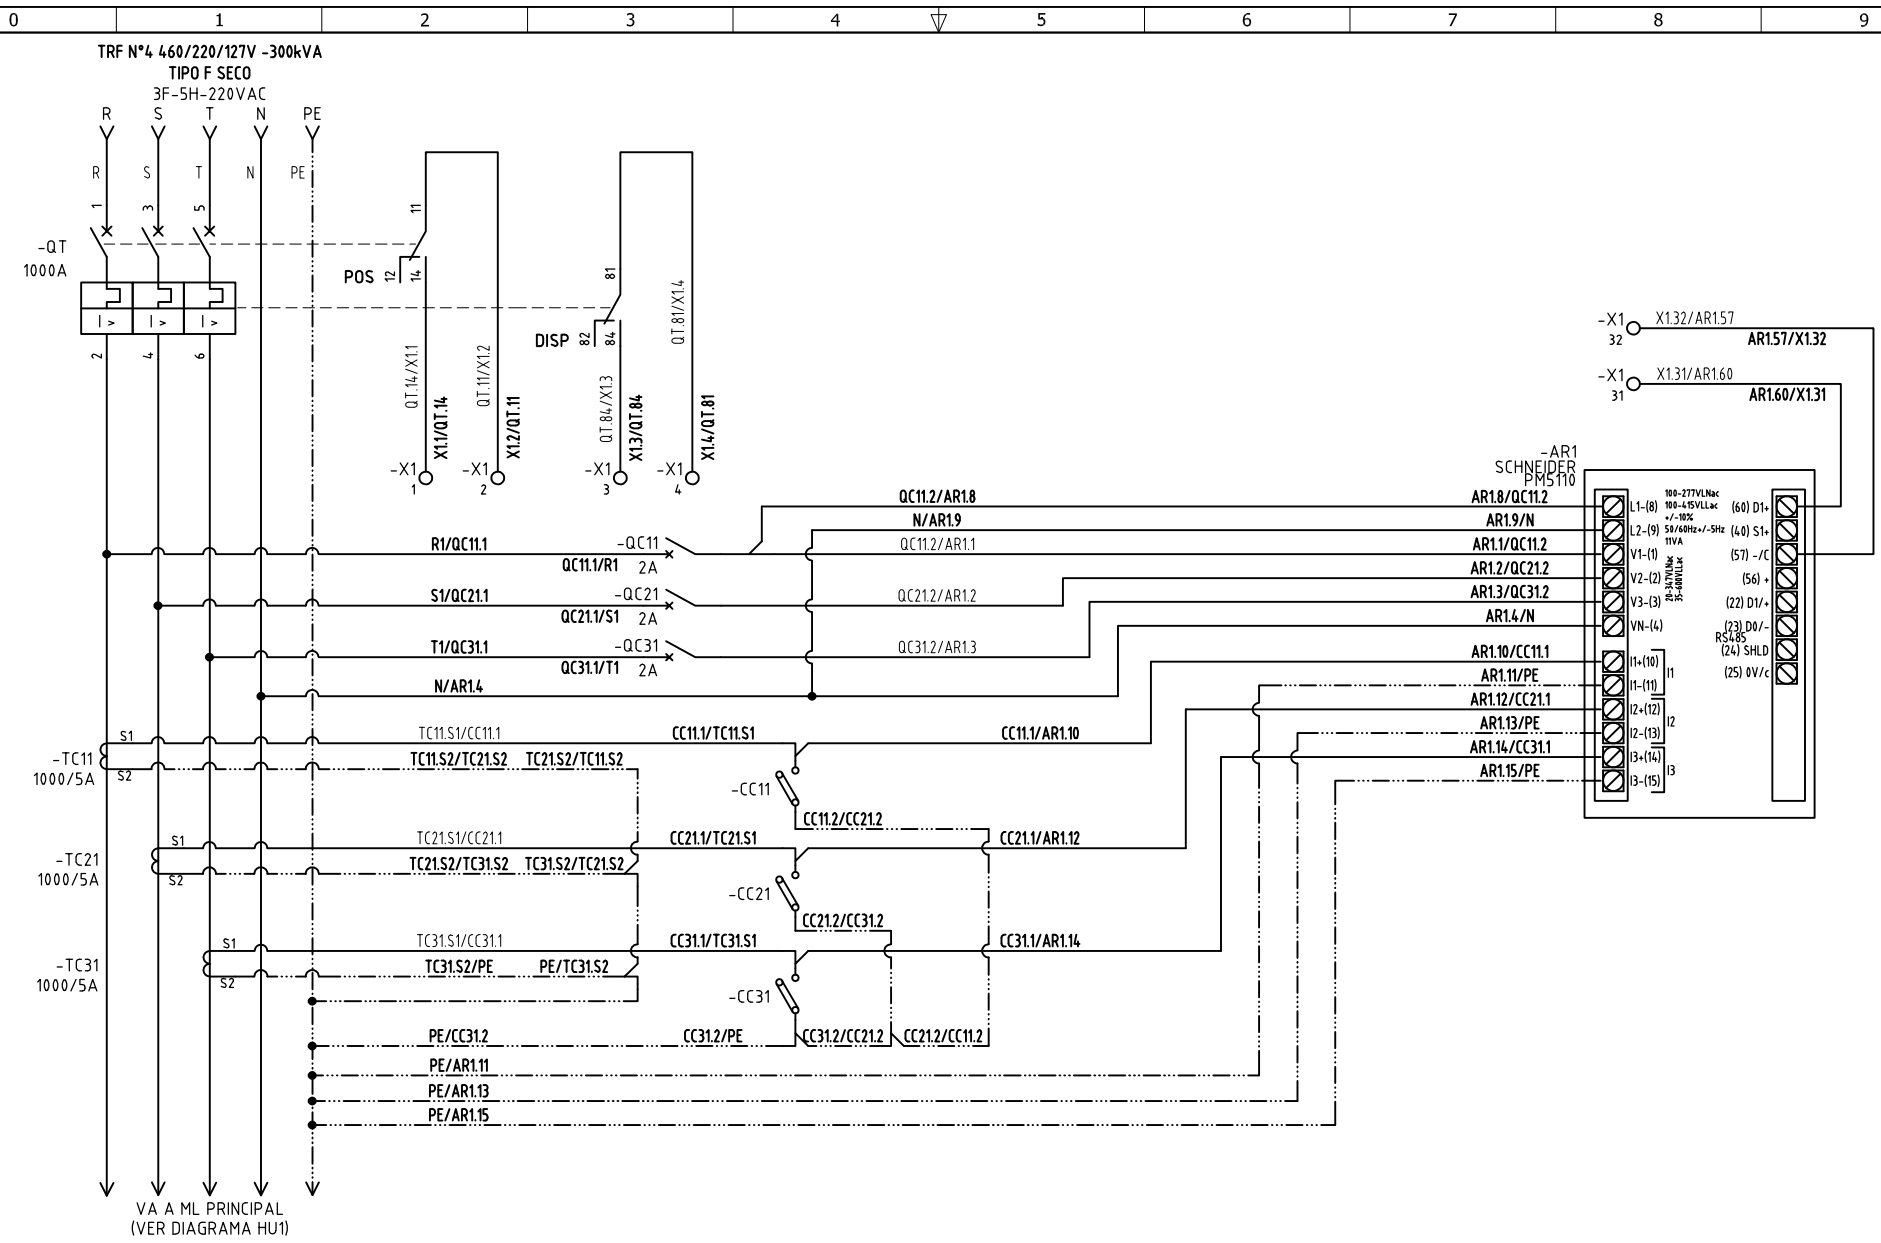 0 1 2 3 4 5 6 7 8 9
TRF N°4 460/220/127V -300kVA
TIPO F SECO
3F-5H-220VAC
R S T N PE
R S T N PE
1 3 5
-QT
1000A
I > I > I >
2 4 6
11
POS 12 14
QT.14/X1.1
X1.1/QT.14
QT.11/X1.2
X1.2/QT.11
-X1
1
-X1
2
81
DISP 82 84
QT.84/X1.3
X1.3/QT.84
QT.81/X1.4
X1.4/QT.81
-X1
3
-X1
4
-X1
32
X1.32/AR1.57
AR1.57/X1.32
-X1
31
X1.31/AR1.60
AR1.60/X1.31
-AR1
SCHNEIDER
PM5110
QC11.2/AR1.8 AR1.8/QC11.2
N/AR1.9 AR1.9/N
R1/QC11.1 -QC11 QC11.2/AR1.1 AR1.1/QC11.2
QC11.1/R1 2A
AR1.2/QC21.2
S1/QC21.1 -QC21 QC21.2/AR1.2
QC21.1/S1 2A
AR1.3/QC31.2
AR1.4/N
T1/QC31.1 -QC31 QC31.2/AR1.3
QC31.1/T1 2A
N/AR1.4
AR1.10/CC11.1
AR1.11/PE
AR1.12/CC21.1
AR1.13/PE
AR1.14/CC31.1
AR1.15/PE
L1-(8)
L2-(9)
V1-(1)
V2-(2)
V3-(3)
VN-(4)
I1+(10)
I1-(11)
I1
I2+(12)
I2-(13)
I2
I3+(14)
I3-(15)
I3
100-277VLNac
100-415VLLac
+/-10%
50/60Hz+/-5Hz
11VA
20-347VLNac
35-600VLLac
(60) D1+
(40) S1+
(57) -/C
(56) +
(22) D1/+
(23) D0/-
RS485
(24) SHLD
(25) 0V/c
-TC11
1000/5A
S1 TC11.S1/CC11.1 CC11.1/TC11.S1 CC11.1/AR1.10
S2 TC11.S2/TC21.S2 TC21.S2/TC11.S2
-CC11
CC11.2/CC21.2
-TC21
1000/5A
S1 TC21.S1/CC21.1 CC21.1/TC21.S1 CC21.1/AR1.12
S2 TC21.S2/TC31.S2 TC31.S2/TC21.S2
-CC21
CC21.2/CC31.2
-TC31
1000/5A
S1 TC31.S1/CC31.1 CC31.1/TC31.S1 CC31.1/AR1.14
S2 TC31.S2/PE PE/TC31.S2
-CC31
PE/CC31.2 CC31.2/PE CC31.2/CC21.2 CC21.2/CC11.2
PE/AR1.11
PE/AR1.13
PE/AR1.15
VA A ML PRINCIPAL
(VER DIAGRAMA HU1)